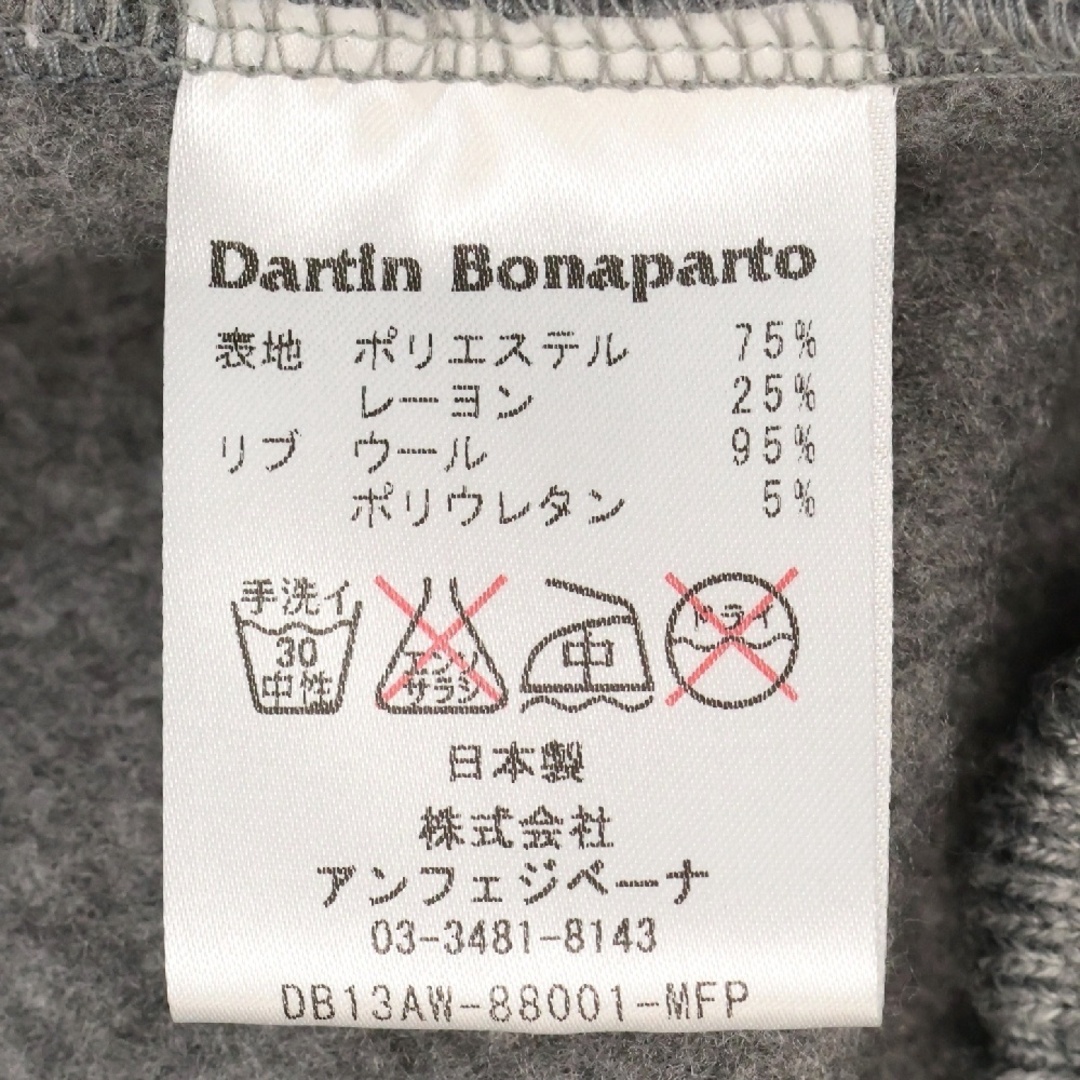 Dartin Bonaparto
表地 ポリエステル 75%
レーヨン 25%
リブ ウール 95%
ポリウレタン 5%
手洗イ
30
中性
エンソ
サラシ
中
ドライ
日本製
株式会社
アンフェジベーナ
03-3481-8143
DB13AW-88001-MFP